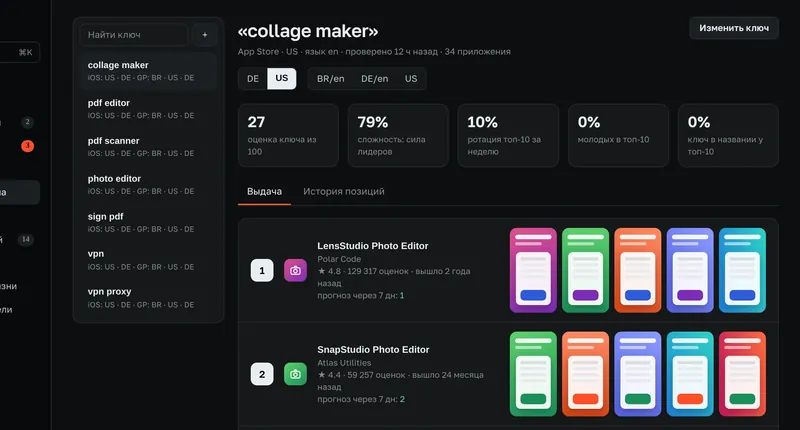 ⌘K
2
3
ла
й
14
изни
ели
Найти ключ
+
collage maker
iOS: US · DE · GP: BR · US · DE
pdf editor
iOS: US · DE · GP: BR · US · DE
pdf scanner
iOS: US · DE · GP: BR · US · DE
photo editor
iOS: US · DE · GP: BR · US · DE
sign pdf
iOS: US · DE · GP: BR · US · DE
vpn
iOS: US · DE · GP: BR · US · DE
vpn proxy
iOS: US · DE · GP: BR · US · DE
«collage maker»
Изменить ключ
App Store · US · язык en · проверено 12 ч назад · 34 приложения
DE US BR/en DE/en US
27
оценка ключа из
100
79%
сложность: сила
лидеров
10%
ротация топ-10 за
неделю
0%
молодых в топ-10
0%
ключ в названии у
топ-10
Выдача История позиций
1
LensStudio Photo Editor
Polar Code
★ 4.8 · 129 317 оценок · вышло 2 года
назад
прогноз через 7 дн: 1
2
SnapStudio Photo Editor
Atlas Utilities
★ 4.4 · 59 257 оценок · вышло 24 месяца
назад
прогноз через 7 дн: 2